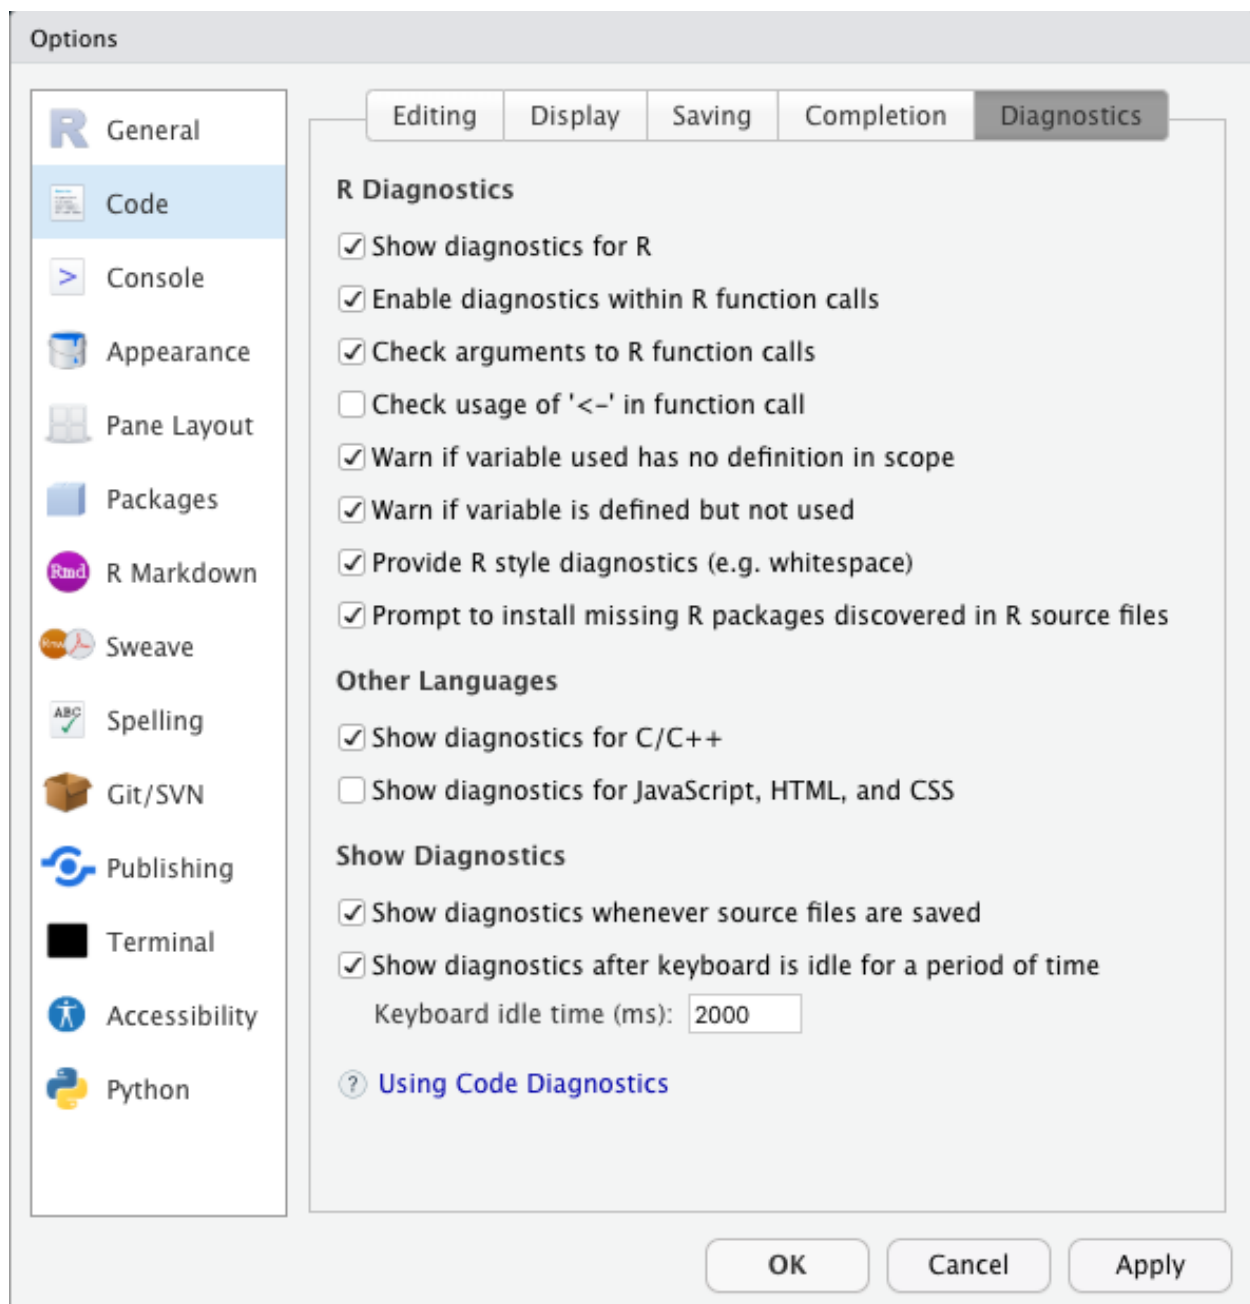 Options
General
Code
Console
Appearance
Pane Layout
Packages
Rmd R Markdown
Rnw Sweave
ABC Spelling
Git/SVN
Publishing
Terminal
Accessibility
Python
Editing Display Saving Completion Diagnostics
R Diagnostics
Show diagnostics for R
Enable diagnostics within R function calls
Check arguments to R function calls
Check usage of '<-' in function call
Warn if variable used has no definition in scope
Warn if variable is defined but not used
Provide R style diagnostics (e.g. whitespace)
Prompt to install missing R packages discovered in R source files
Other Languages
Show diagnostics for C/C++
Show diagnostics for JavaScript, HTML, and CSS
Show Diagnostics
Show diagnostics whenever source files are saved
Show diagnostics after keyboard is idle for a period of time
Keyboard idle time (ms): 2000
? Using Code Diagnostics
OK Cancel Apply